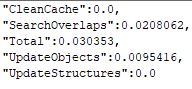 "CleanCache":0.0,
"SearchOverlaps":0.0208062,
"Total":0.030353,
"UpdateObjects":0.0095416,
"UpdateStructures":0.0